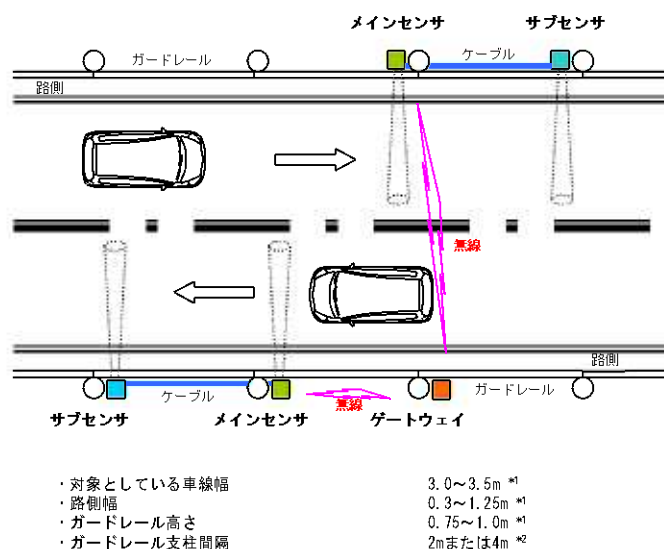 メインセンサ サブセンサ
ガードレール ケーブル
路側
無線
路側
ケーブル ガードレール
サブセンサ メインセンサ 無線 ゲートウェイ
・対象としている車線幅 3.0～3.5m *1
・路側幅 0.3～1.25m *1
・ガードレール高さ 0.75～1.0m *1
・ガードレール支柱間隔 2mまたは4m *2